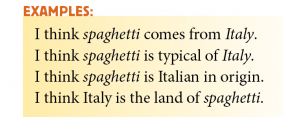 EXAMPLES:
I think spaghetti comes from Italy.
I think spaghetti is typical of Italy.
I think spaghetti is Italian in origin.
I think Italy is the land of spaghetti.